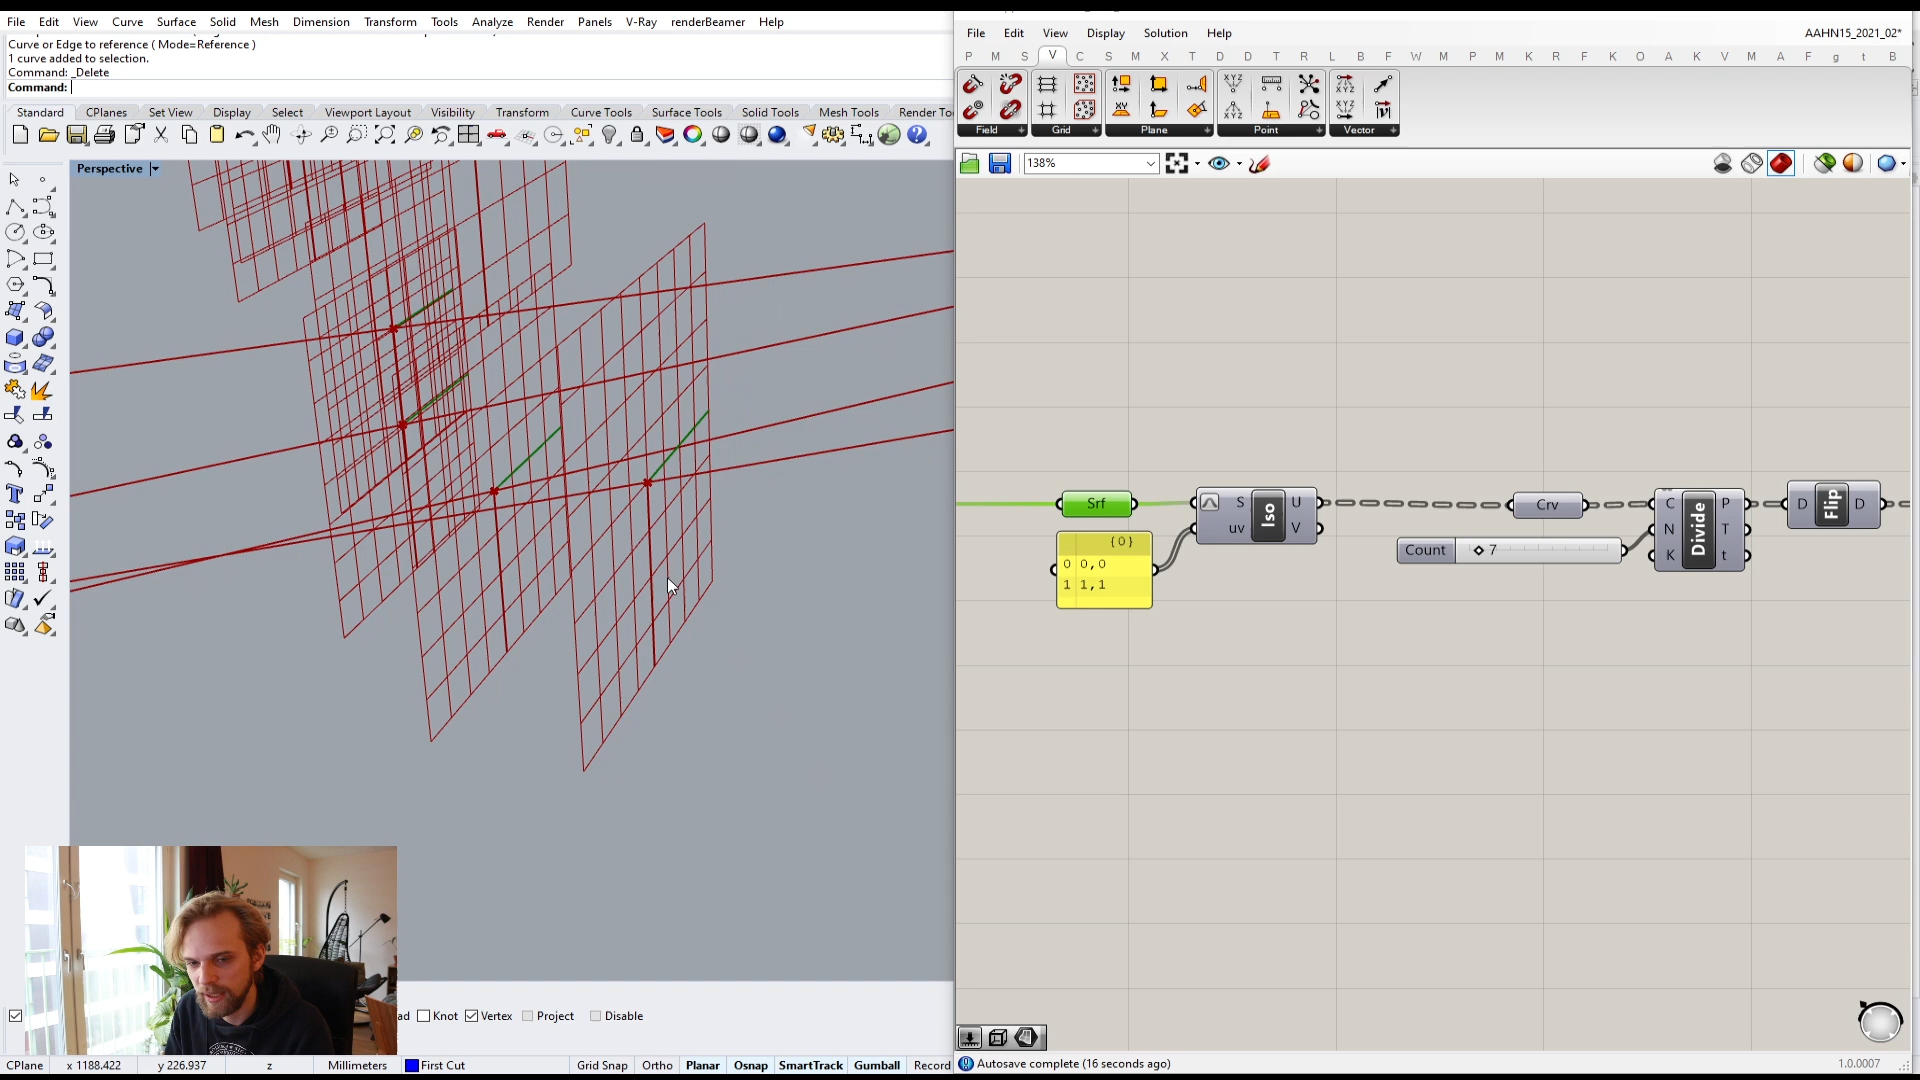 File Edit View Curve Surface Solid Mesh Dimension Transform Tools Analyze Render Panels V-Ray renderBeamer Help
Curve or Edge to reference ( Mode=Reference )
1 curve added to selection.
Command: _Delete
Command:
Standard CPlanes Set View Display Select Viewport Layout Visibility Transform Curve Tools Surface Tools Solid Tools Mesh Tools Render To
Perspective
ad Knot Vertex Project Disable
CPlane x 1188.422 y 226.937 z Millimeters First Cut Grid Snap Ortho Planar Osnap SmartTrack Gumball Record
File Edit View Display Solution Help AAHN15_2021_02*
P M S V C S M X T D D T R L B F W M Y P M K R F K O A K V M A F g t B
Field Grid Plane Point Vector
138%
Srf
{0}
0 0,0
1 1,1
S uv Iso U V
Crv
Count 7
C N K Divide P T t
D Flip D
Autosave complete (16 seconds ago) 1.0.0007